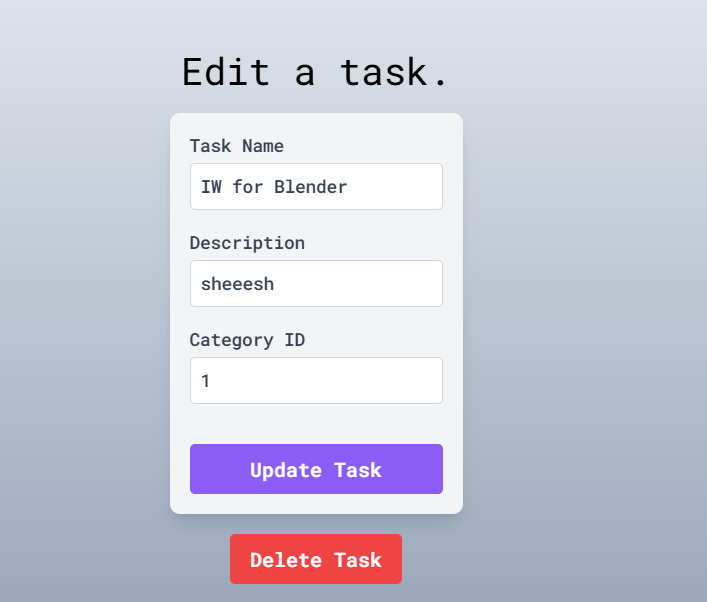 Edit a task.
Task Name
IW for Blender
Description
sheeesh
Category ID
1
Update Task
Delete Task